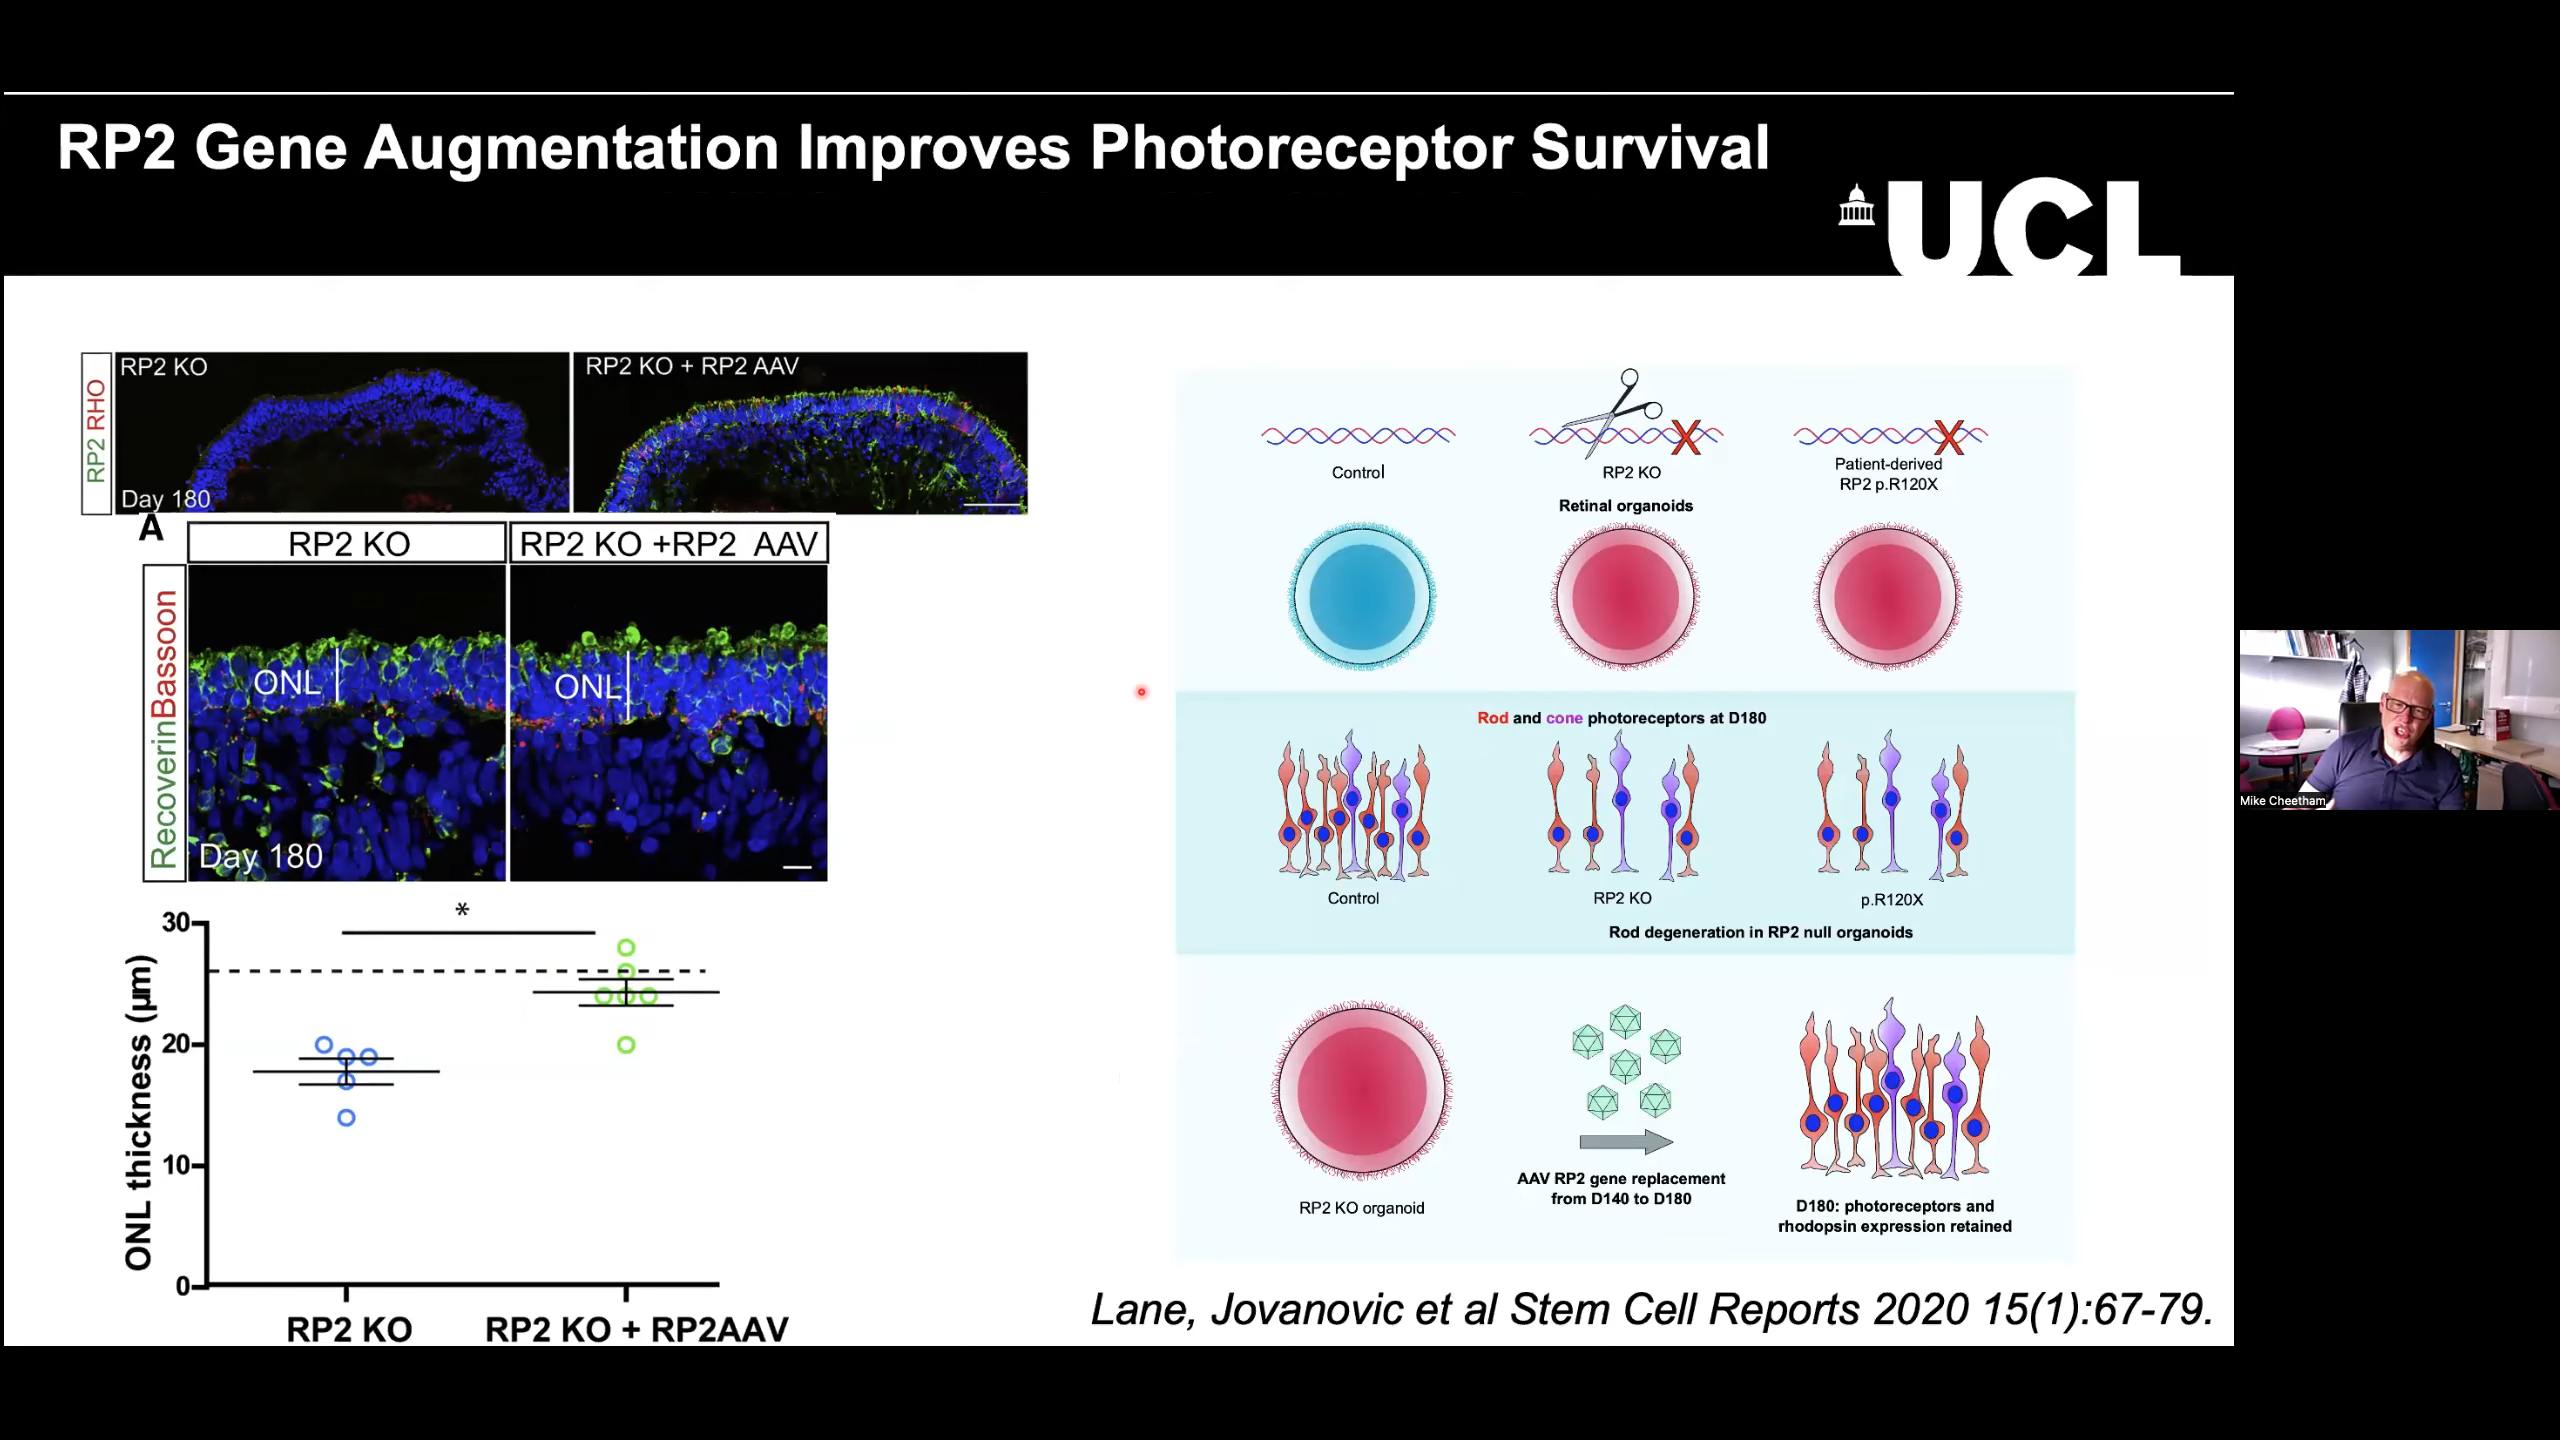 RP2 Gene Augmentation Improves Photoreceptor Survival
UCL
RP2 RHO
RP2 KO
Day 180
RP2 KO + RP2 AAV
A
RP2 KO
RP2 KO +RP2 AAV
RecoverinBassoon
ONL
Day 180
ONL
*
ONL thickness (µm)
30
20
10
0
RP2 KO
RP2 KO + RP2AAV
Control
RP2 KO
Patient-derived
RP2 p.R120X
Retinal organoids
Rod and cone photoreceptors at D180
Control
RP2 KO
p.R120X
Rod degeneration in RP2 null organoids
RP2 KO organoid
AAV RP2 gene replacement
from D140 to D180
D180: photoreceptors and
rhodopsin expression retained
Lane, Jovanovic et al Stem Cell Reports 2020 15(1):67-79.
Mike Cheetham